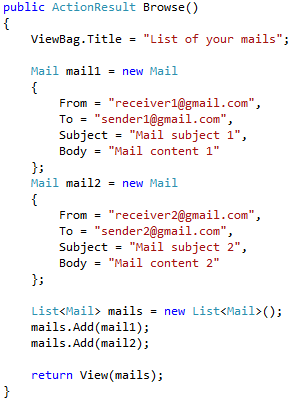 public ActionResult Browse()
{
    ViewBag.Title = "List of your mails";

    Mail mail1 = new Mail
    {
        From = "receiver1@gmail.com",
        To = "sender1@gmail.com",
        Subject = "Mail subject 1",
        Body = "Mail content 1"
    };
    Mail mail2 = new Mail
    {
        From = "receiver2@gmail.com",
        To = "sender2@gmail.com",
        Subject = "Mail subject 2",
        Body = "Mail content 2"
    };

    List<Mail> mails = new List<Mail>();
    mails.Add(mail1);
    mails.Add(mail2);

    return View(mails);
}